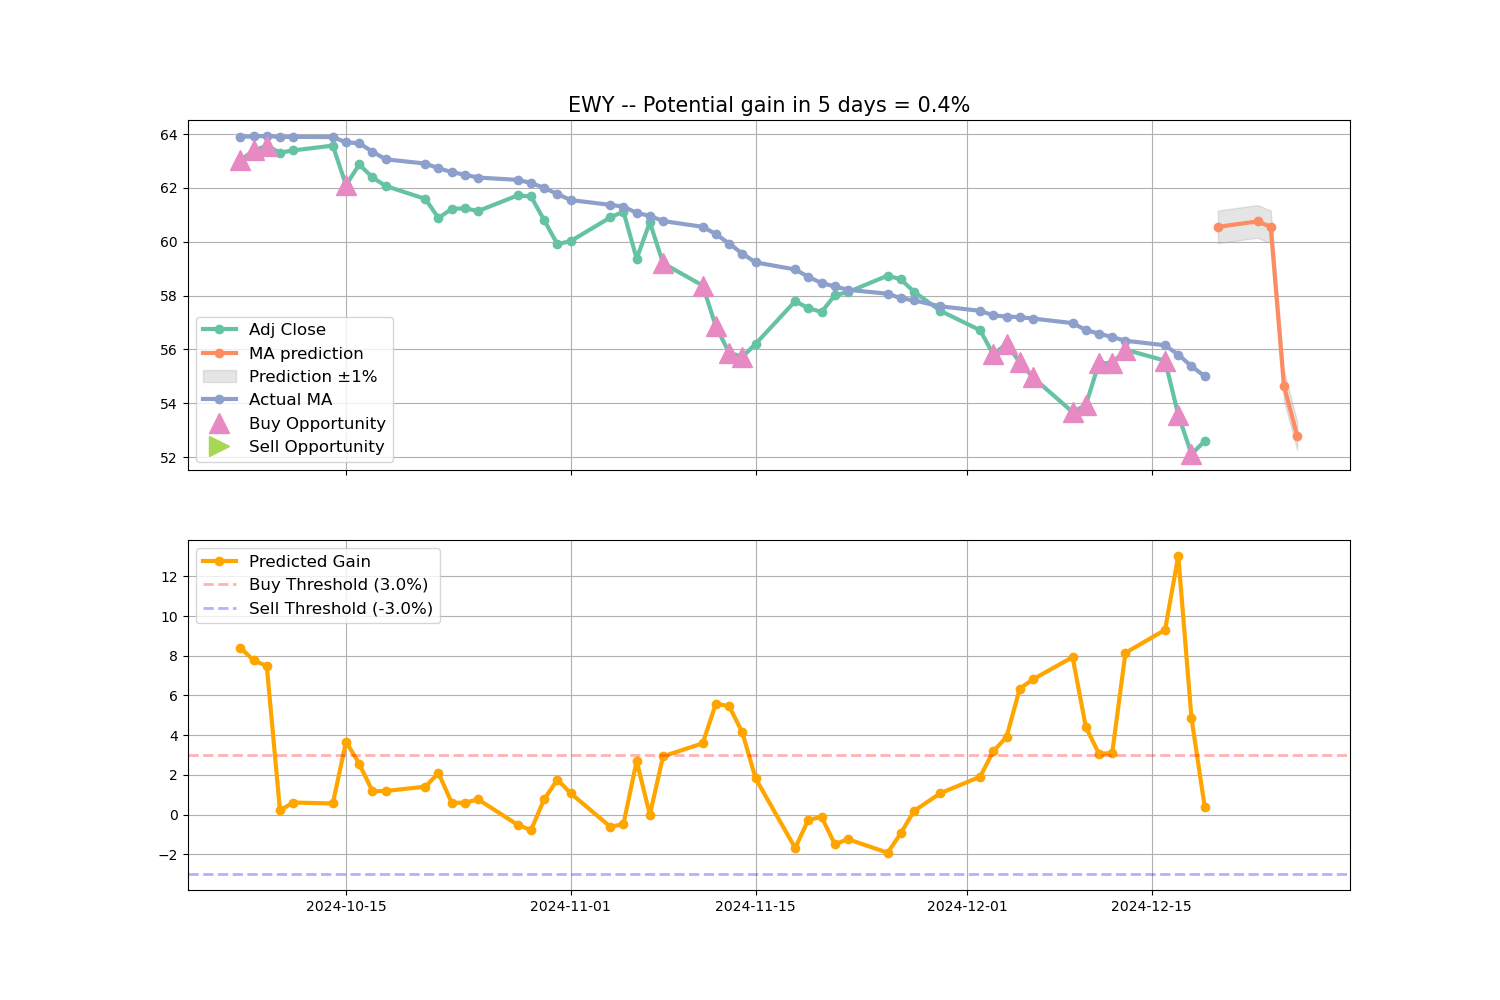 EWY -- Potential gain in 5 days = 0.4%
64
62
60
58
56
54
52
Adj Close
MA prediction
Prediction ±1%
Actual MA
Buy Opportunity
Sell Opportunity
12
10
8
6
4
2
0
−2
Predicted Gain
Buy Threshold (3.0%)
Sell Threshold (-3.0%)
2024-10-15
2024-11-01
2024-11-15
2024-12-01
2024-12-15